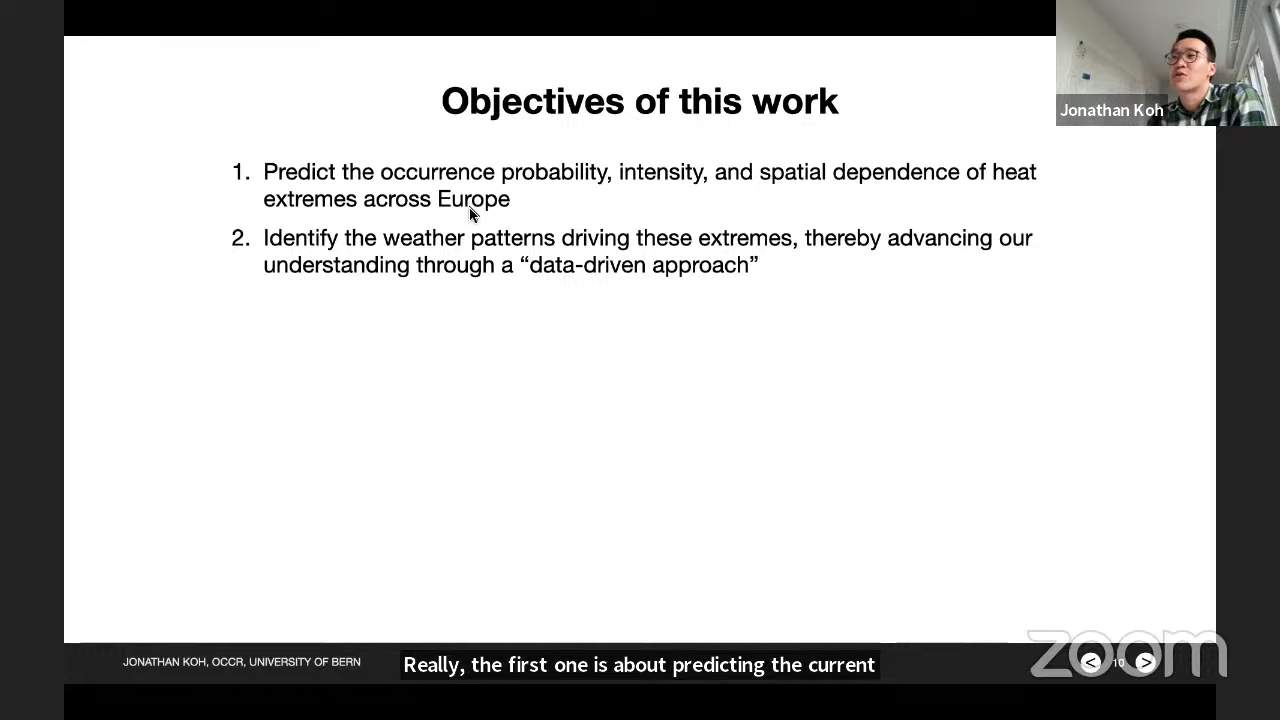 Objectives of this work
Jonathan Koh
1. Predict the occurrence probability, intensity, and spatial dependence of heat
extremes across Europe
2. Identify the weather patterns driving these extremes, thereby advancing our
understanding through a “data-driven approach”
JONATHAN KOH, OCCR, UNIVERSITY OF BERN
Really, the first one is about predicting the current
zoom
< 10 >